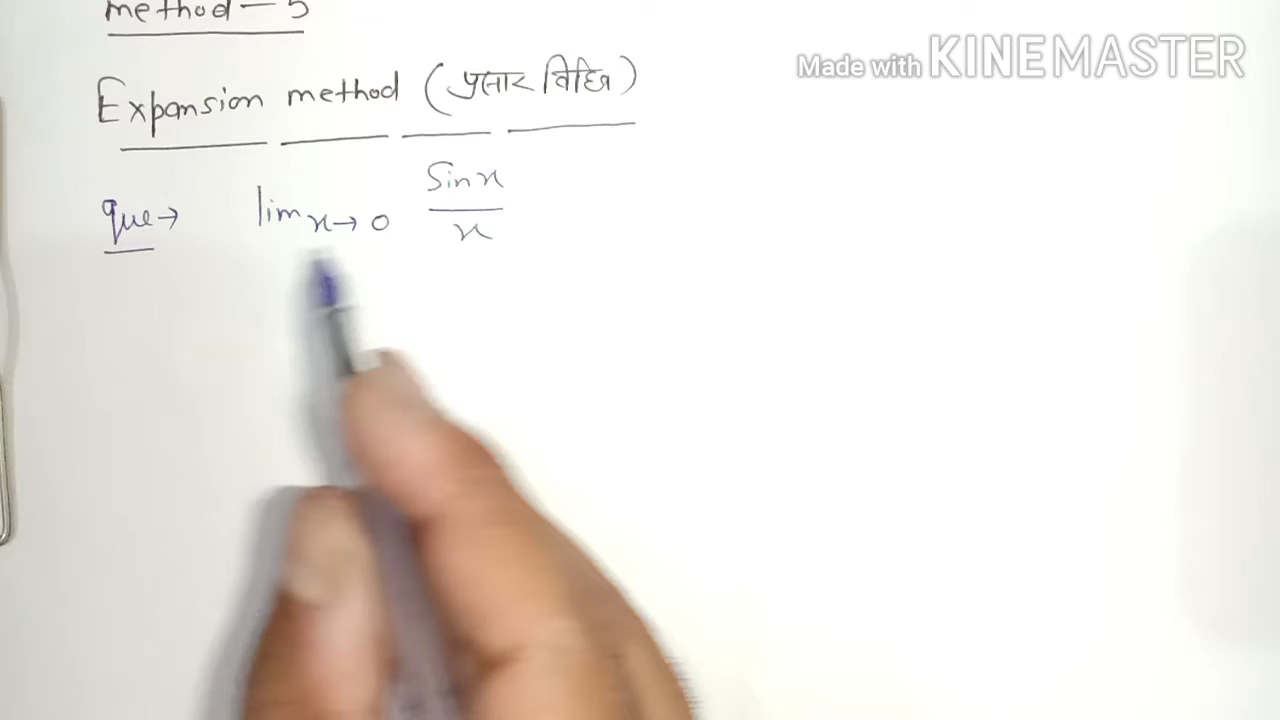 method - 5
Made with KINEMASTER
Expansion method (प्रसार विधि)
que → lim x→0 sin x / x